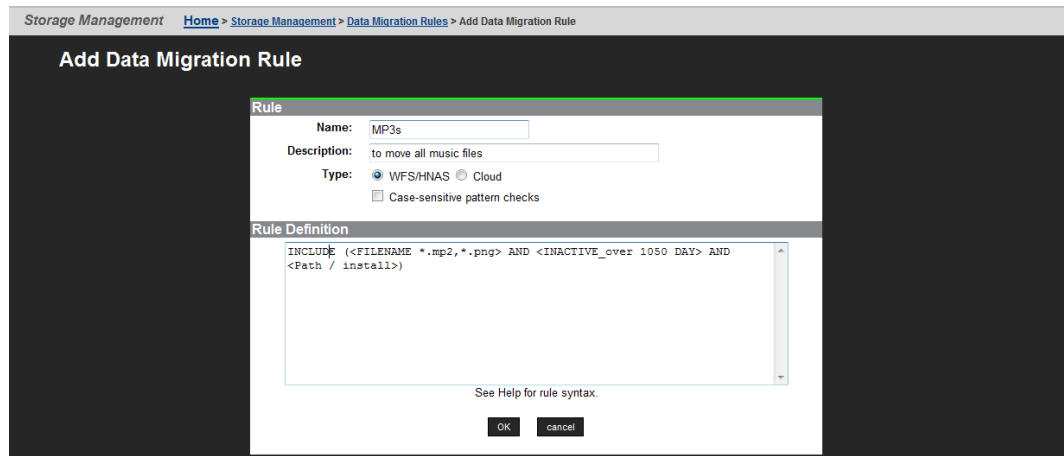 Storage Management Home > Storage Management > Data Migration Rules > Add Data Migration Rule
Add Data Migration Rule
Rule
Name: MP3s
Description: to move all music files
Type: WFS/HNAS Cloud
Case-sensitive pattern checks
Rule Definition
INCLUDE (<FILENAME *.mp2,*.png> AND <INACTIVE_over 1050 DAY> AND
<Path / install>)
See Help for rule syntax.
OK cancel